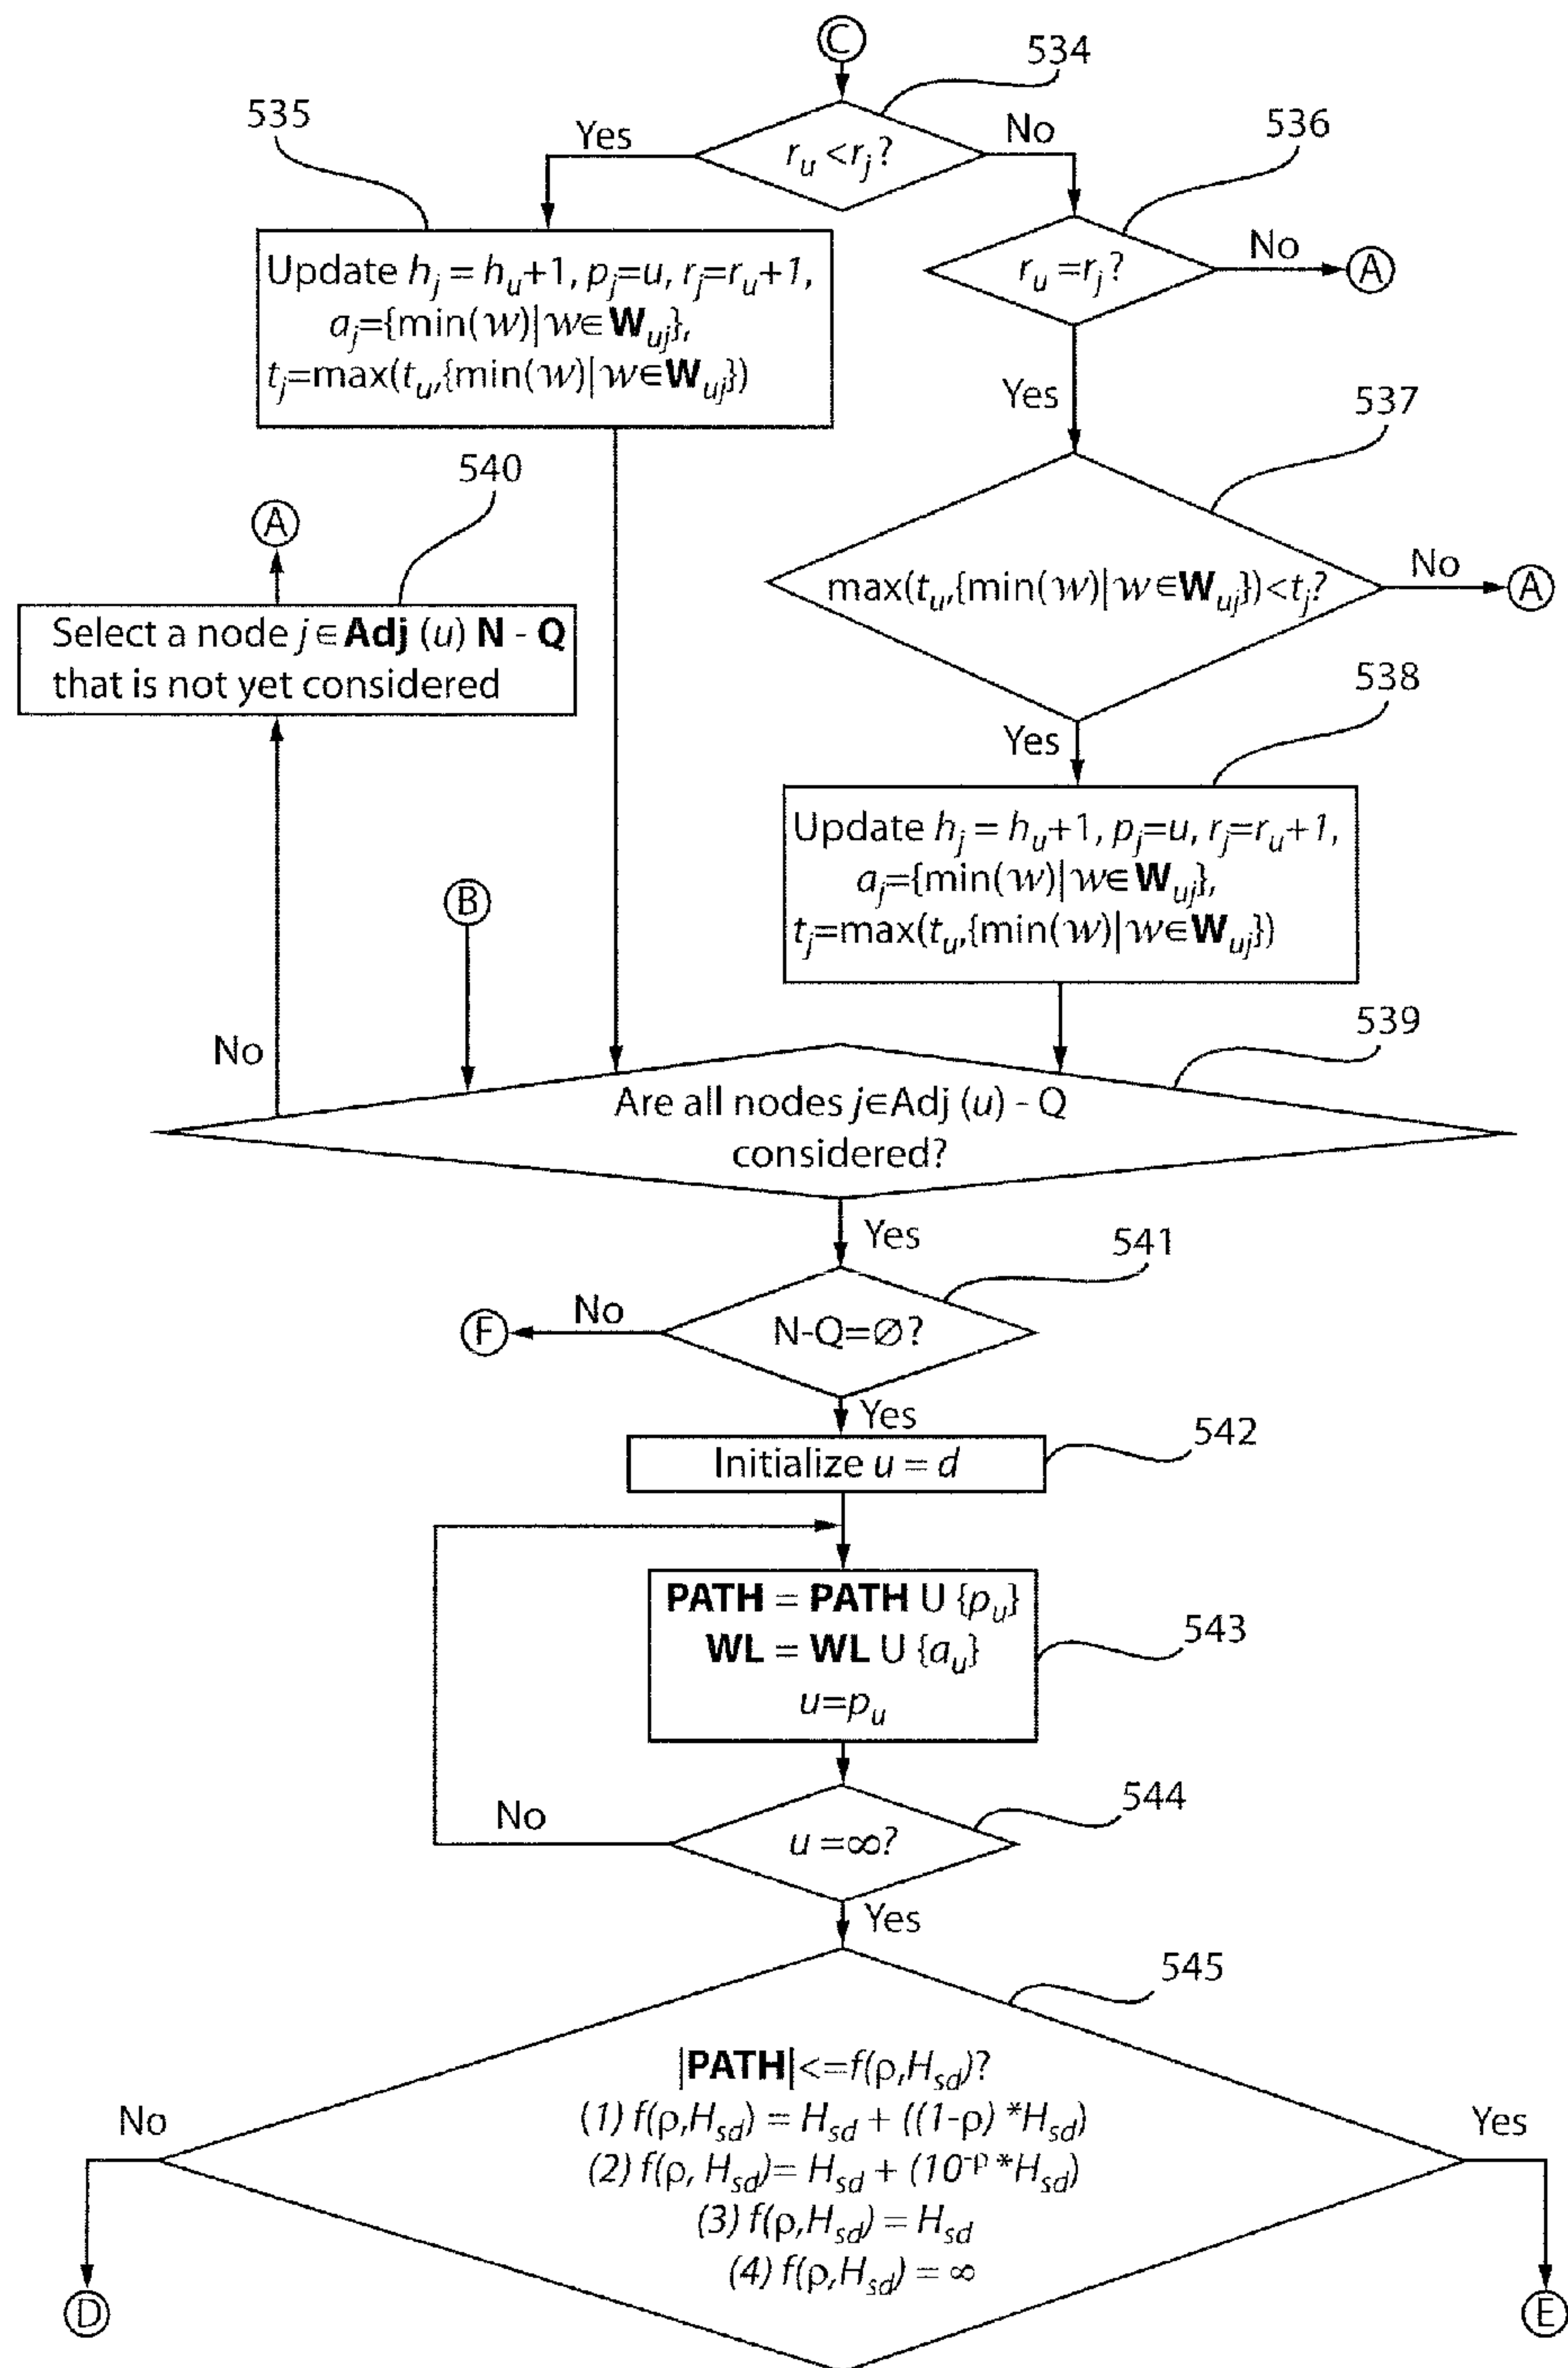 C
534
535
Yes
r_u < r_j?
No
536
Update h_j = h_u+1, p_j=u, r_j=r_u+1,
a_j={min(w)|w∈W_uj},
t_j=max(t_u,{min(w)|w∈W_uj})
r_u = r_j?
No
A
Yes
537
540
A
max(t_u,{min(w)|w∈W_uj})<t_j?
No
A
Select a node j∈Adj (u) N - Q
that is not yet considered
538
Yes
Update h_j = h_u+1, p_j=u, r_j=r_u+1,
a_j={min(w)|w∈W_uj},
t_j=max(t_u,{min(w)|w∈W_uj})
B
539
No
Are all nodes j∈Adj (u) - Q
considered?
Yes
541
F
No
N-Q=∅?
Yes
542
Initialize u = d
PATH = PATH U {p_u}
WL = WL U {a_u}
u=p_u
543
544
No
u=∞?
Yes
545
|PATH|<=f(ρ,H_sd)?
No
(1) f(ρ,H_sd) = H_sd + ((1-ρ) *H_sd)
Yes
(2) f(ρ, H_sd)= H_sd + (10^-ρ *H_sd)
(3) f(ρ,H_sd) = H_sd
(4) f(ρ,H_sd) = ∞
D
E